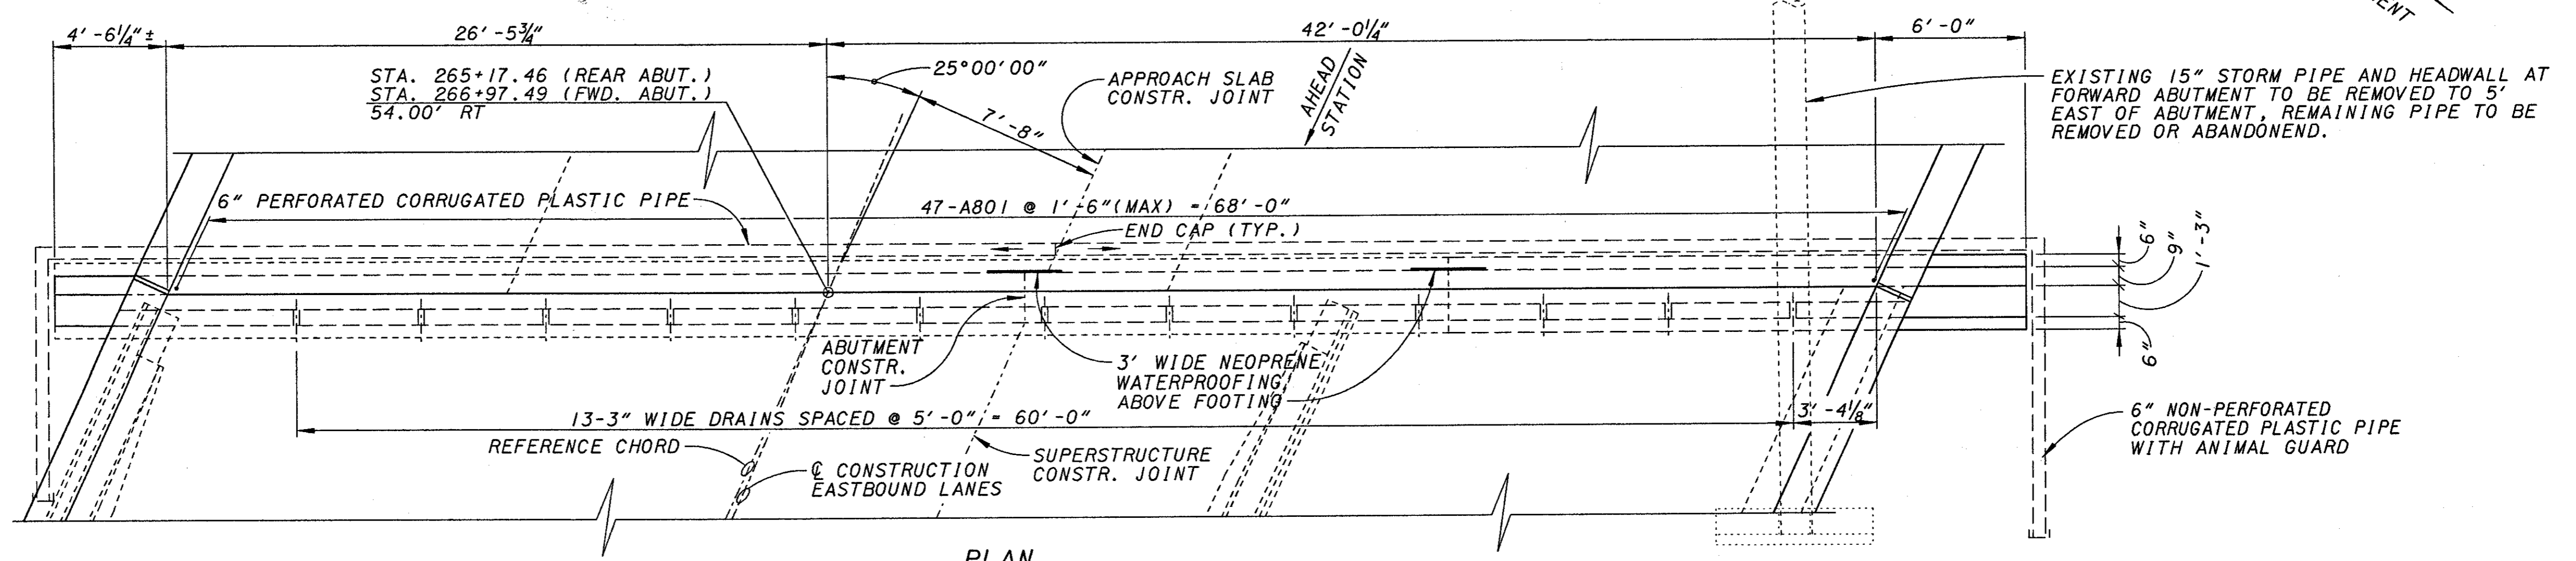 MENT
4'-6¼"±
26'-5¾"
42'-0¼"
6'-0"
STA. 265+17.46 (REAR ABUT.)
STA. 266+97.49 (FWD. ABUT.)
54.00' RT
25°00'00"
7'-8"
APPROACH SLAB
CONSTR. JOINT
AHEAD
STATION
EXISTING 15" STORM PIPE AND HEADWALL AT
FORWARD ABUTMENT TO BE REMOVED TO 5'
EAST OF ABUTMENT, REMAINING PIPE TO BE
REMOVED OR ABANDONEND.
6" PERFORATED CORRUGATED PLASTIC PIPE
47-A801 @ 1'-6"(MAX) = 68'-0"
END CAP (TYP.)
6"
9"
1'-3"
6"
ABUTMENT
CONSTR.
JOINT
3' WIDE NEOPRENE
WATERPROOFING
ABOVE FOOTING
13-3" WIDE DRAINS SPACED @ 5'-0" = 60'-0"
3'-4⅛"
REFERENCE CHORD
℄ CONSTRUCTION
EASTBOUND LANES
SUPERSTRUCTURE
CONSTR. JOINT
6" NON-PERFORATED
CORRUGATED PLASTIC PIPE
WITH ANIMAL GUARD
PLAN